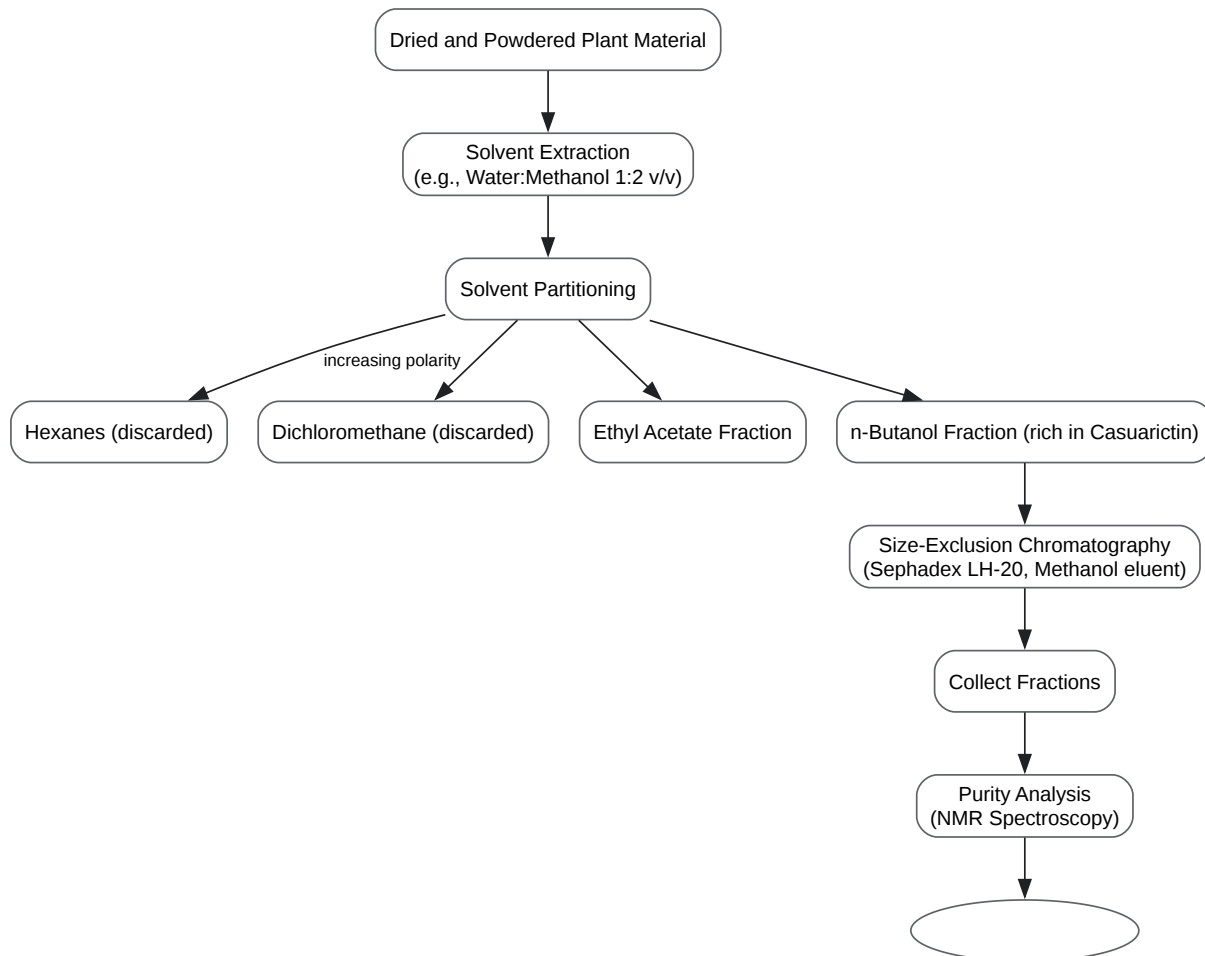 Dried and Powdered Plant Material
Solvent Extraction
(e.g., Water:Methanol 1:2 v/v)
Solvent Partitioning
increasing polarity
Hexanes (discarded)
Dichloromethane (discarded)
Ethyl Acetate Fraction
n-Butanol Fraction (rich in Casuarictin)
Size-Exclusion Chromatography
(Sephadex LH-20, Methanol eluent)
Collect Fractions
Purity Analysis
(NMR Spectroscopy)